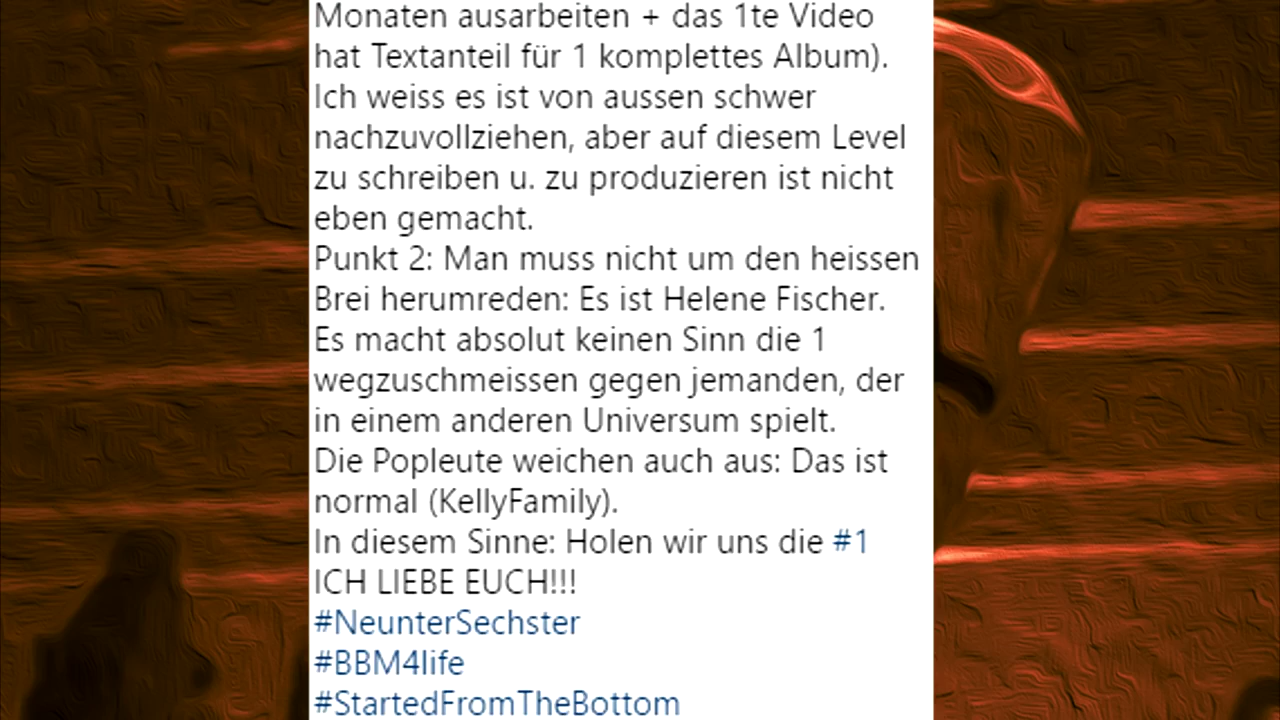 Monaten ausarbeiten + das 1te Video
hat Textanteil für 1 komplettes Album).
Ich weiss es ist von aussen schwer
nachzuvollziehen, aber auf diesem Level
zu schreiben u. zu produzieren ist nicht
eben gemacht.
Punkt 2: Man muss nicht um den heissen
Brei herumreden: Es ist Helene Fischer.
Es macht absolut keinen Sinn die 1
wegzuschmeissen gegen jemanden, der
in einem anderen Universum spielt.
Die Popleute weichen auch aus: Das ist
normal (KellyFamily).
In diesem Sinne: Holen wir uns die #1
ICH LIEBE EUCH!!!
#NeunterSechster
#BBM4life
#StartedFromTheBottom